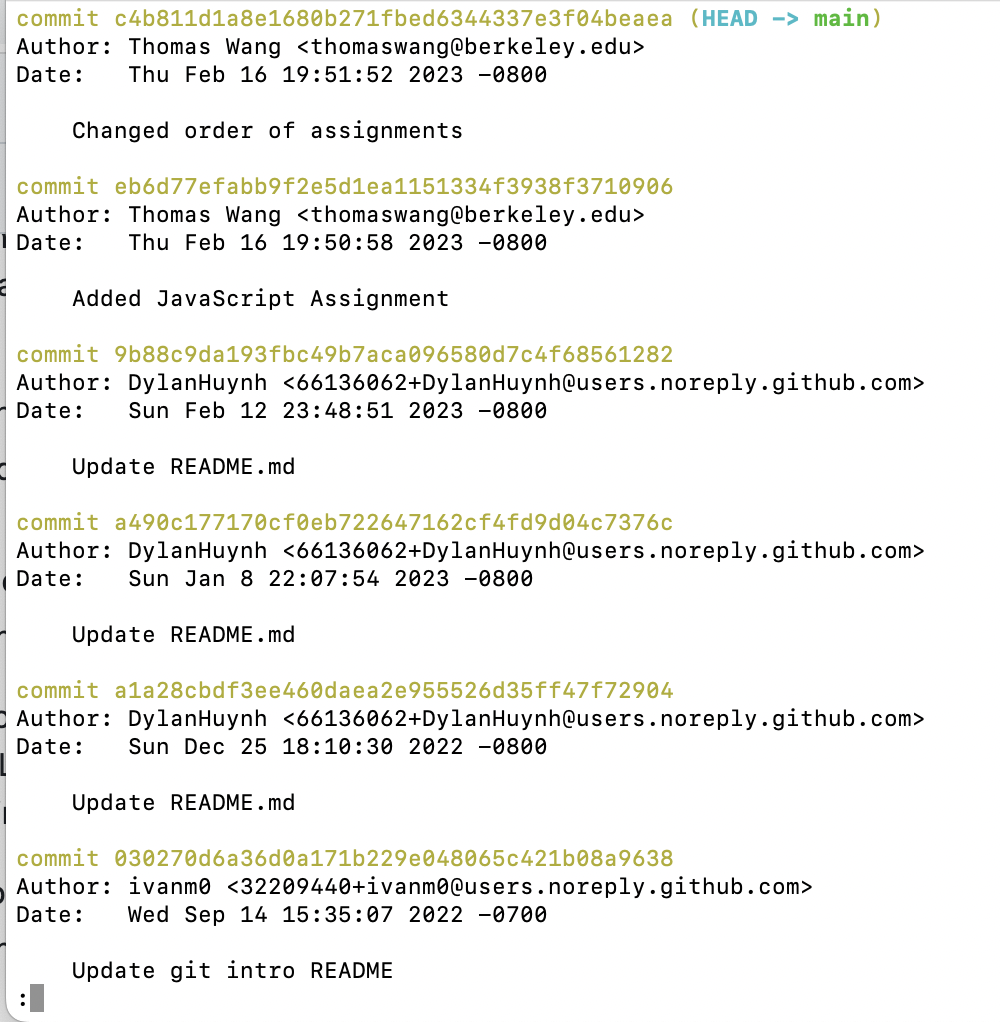 commit c4b811d1a8e1680b271fbed6344337e3f04beaea (HEAD -> main)
Author: Thomas Wang <thomaswang@berkeley.edu>
Date:   Thu Feb 16 19:51:52 2023 -0800
Changed order of assignments
commit eb6d77efabb9f2e5d1ea1151334f3938f3710906
Author: Thomas Wang <thomaswang@berkeley.edu>
Date:   Thu Feb 16 19:50:58 2023 -0800
Added JavaScript Assignment
commit 9b88c9da193fbc49b7aca096580d7c4f68561282
Author: DylanHuynh <66136062+DylanHuynh@users.noreply.github.com>
Date:   Sun Feb 12 23:48:51 2023 -0800
Update README.md
commit a490c177170cf0eb722647162cf4fd9d04c7376c
Author: DylanHuynh <66136062+DylanHuynh@users.noreply.github.com>
Date:   Sun Jan 8 22:07:54 2023 -0800
Update README.md
commit a1a28cbdf3ee460daea2e955526d35ff47f72904
Author: DylanHuynh <66136062+DylanHuynh@users.noreply.github.com>
Date:   Sun Dec 25 18:10:30 2022 -0800
Update README.md
commit 030270d6a36d0a171b229e048065c421b08a9638
Author: ivanm0 <32209440+ivanm0@users.noreply.github.com>
Date:   Wed Sep 14 15:35:07 2022 -0700
Update git intro README
: